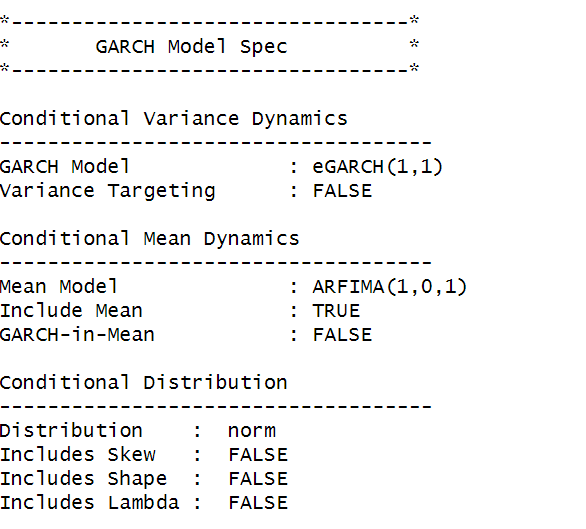 *---------------------------------*
*       GARCH Model Spec          *
*---------------------------------*

Conditional Variance Dynamics
------------------------------------
GARCH Model             : eGARCH(1,1)
Variance Targeting      : FALSE

Conditional Mean Dynamics
------------------------------------
Mean Model              : ARFIMA(1,0,1)
Include Mean            : TRUE
GARCH-in-Mean           : FALSE

Conditional Distribution
------------------------------------
Distribution    :  norm
Includes Skew   :  FALSE
Includes Shape  :  FALSE
Includes Lambda :  FALSE